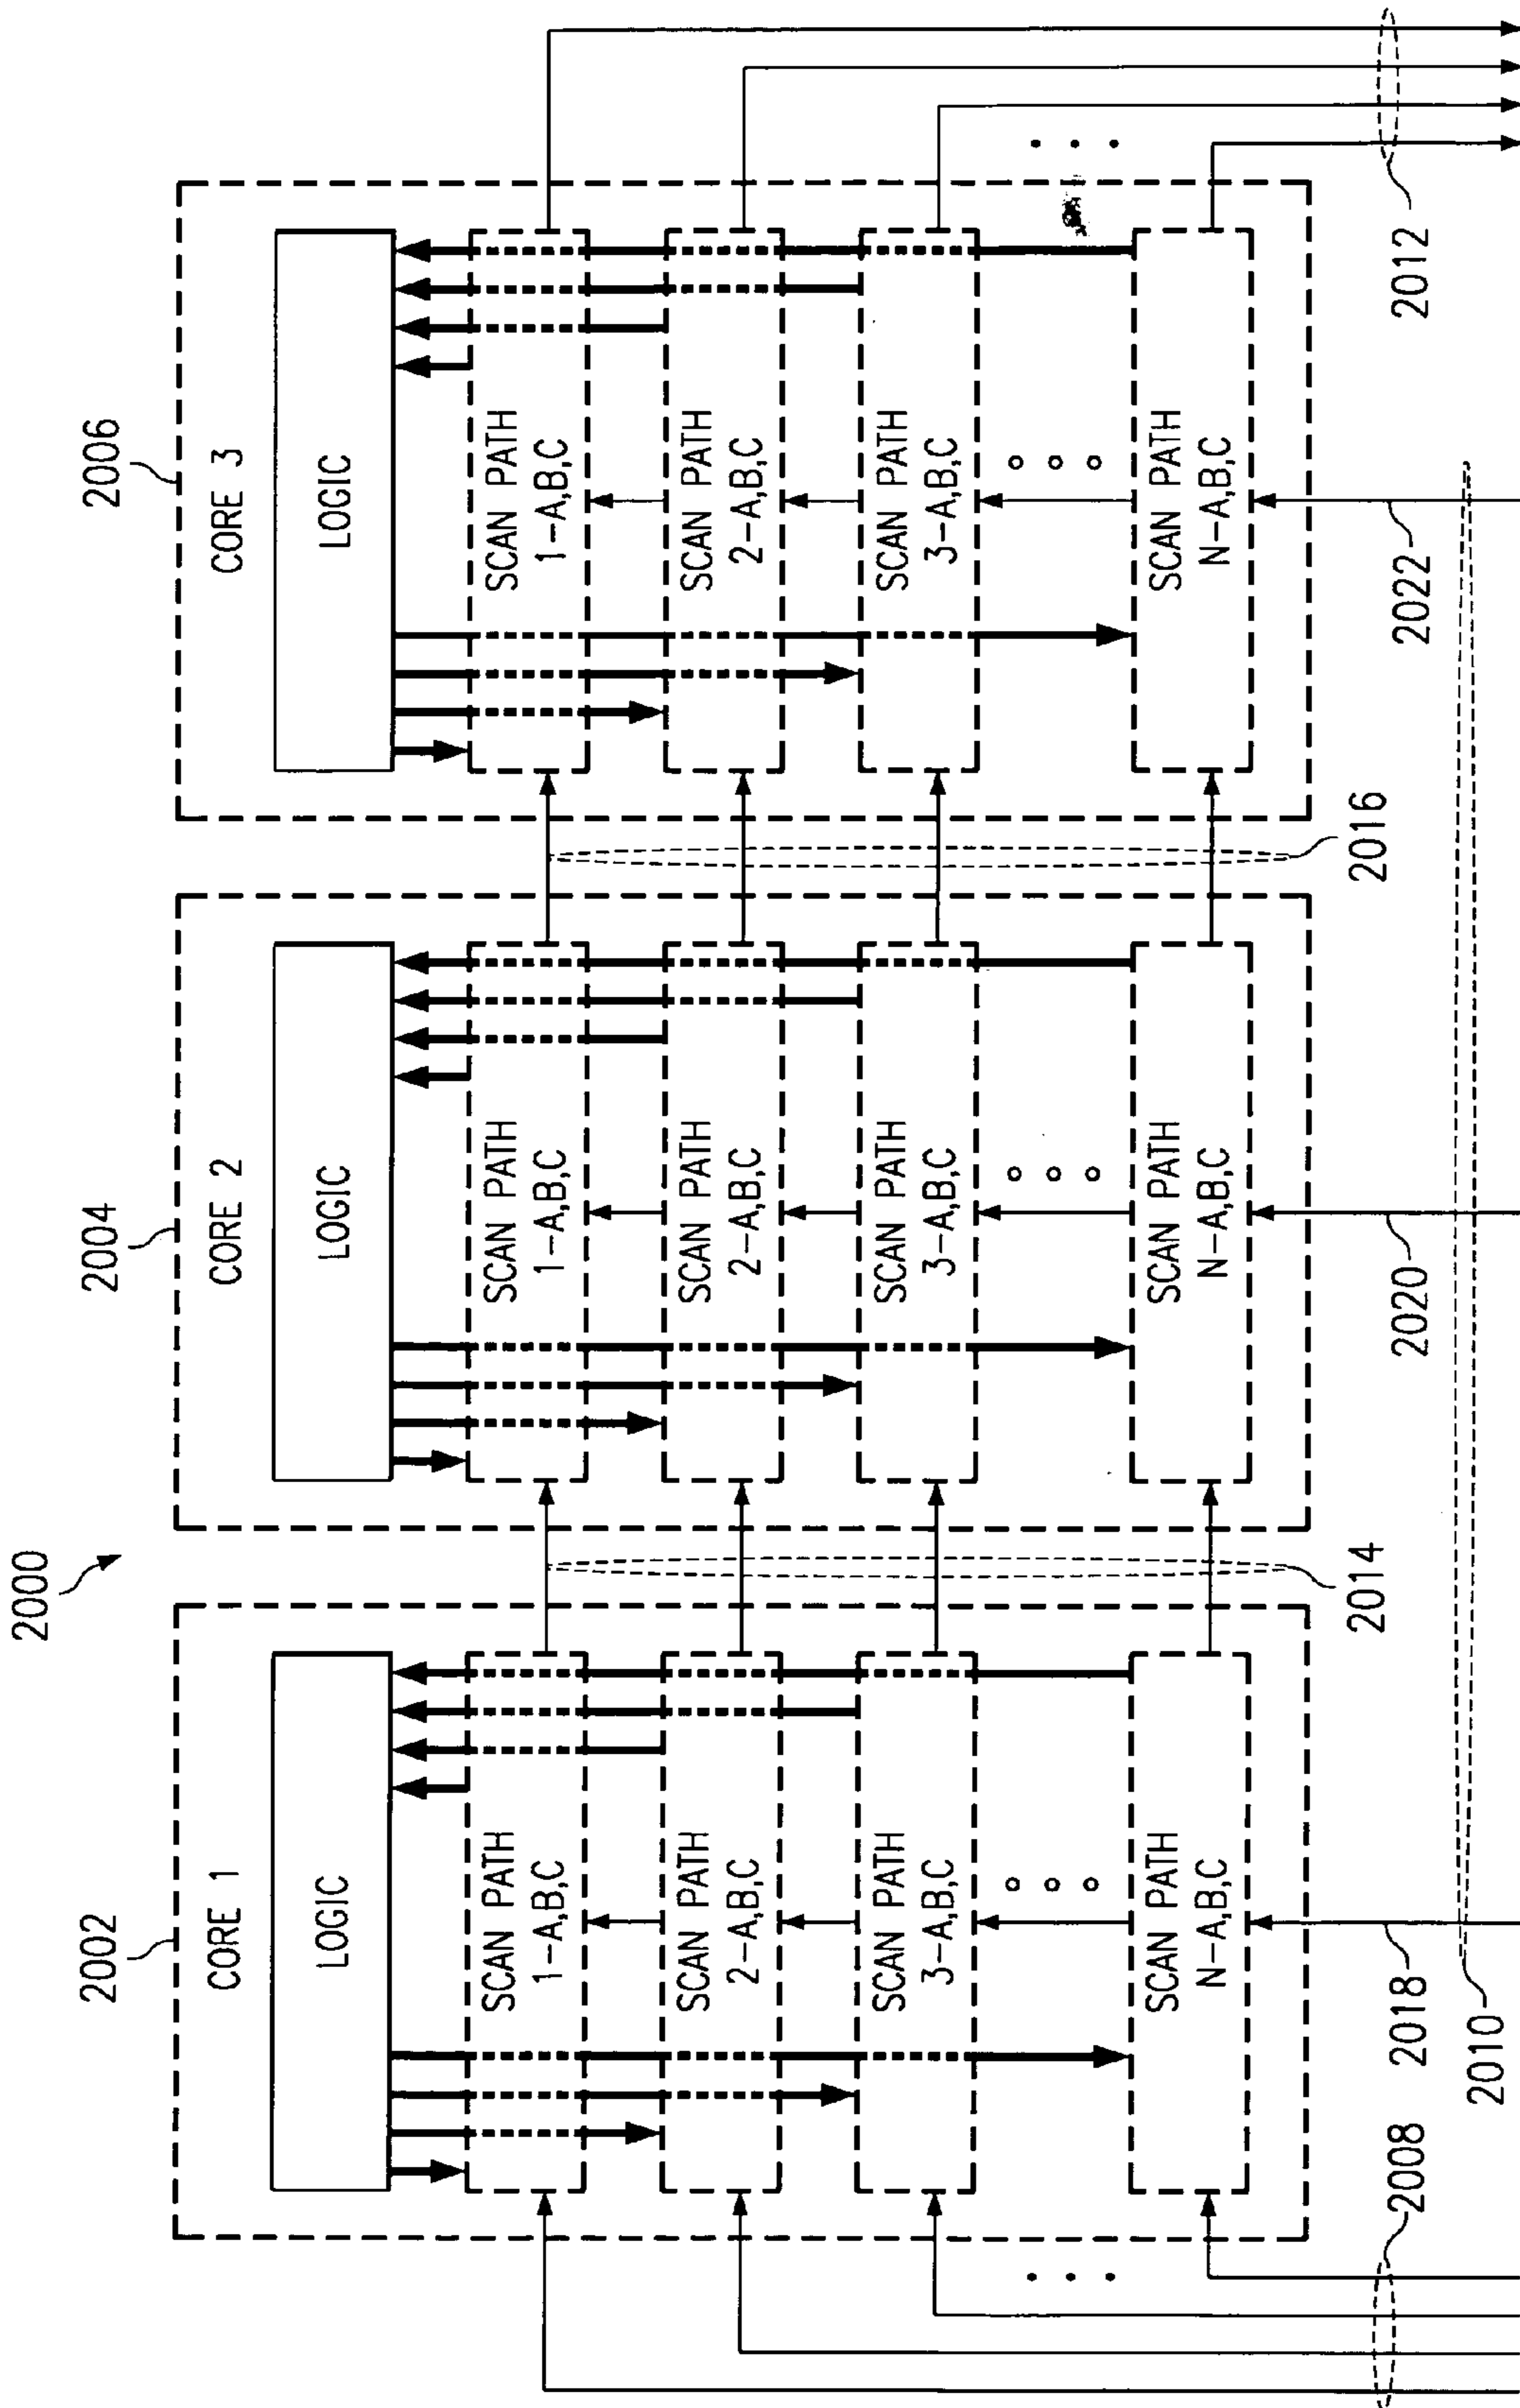 2000
2002
2004
2006
CORE 1
LOGIC
SCAN PATH
1-A,B,C
SCAN PATH
2-A,B,C
SCAN PATH
3-A,B,C
SCAN PATH
N-A,B,C
CORE 2
LOGIC
SCAN PATH
1-A,B,C
SCAN PATH
2-A,B,C
SCAN PATH
3-A,B,C
SCAN PATH
N-A,B,C
CORE 3
LOGIC
SCAN PATH
1-A,B,C
SCAN PATH
2-A,B,C
SCAN PATH
3-A,B,C
SCAN PATH
N-A,B,C
2014
2016
2008
2018
2020
2022
2012
2010